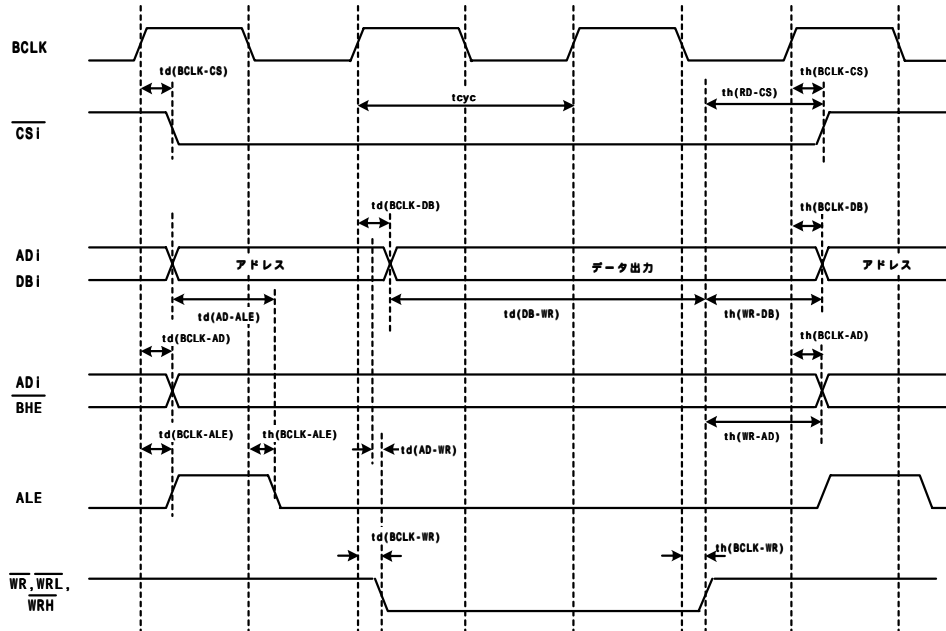 BCLK
td(BCLK-CS)
th(BCLK-CS)
tcyc
th(RD-CS)
CSi
td(BCLK-DB)
th(BCLK-DB)
ADi
アドレス
データ出力
アドレス
DBi
td(AD-ALE)
td(DB-WR)
th(WR-DB)
td(BCLK-AD)
th(BCLK-AD)
ADi
BHE
td(BCLK-ALE)
th(BCLK-ALE)
th(WR-AD)
td(AD-WR)
ALE
td(BCLK-WR)
th(BCLK-WR)
WR,WRL,
WRH